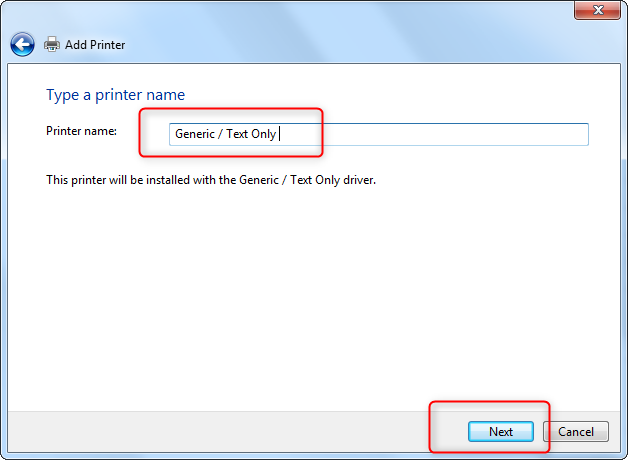 Add Printer
Type a printer name
Printer name: Generic / Text Only
This printer will be installed with the Generic / Text Only driver.
Next Cancel